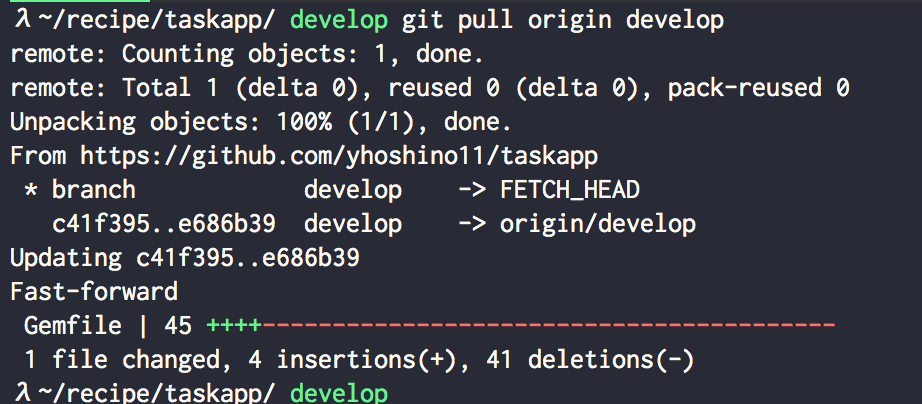 λ ~/recipe/taskapp/ develop git pull origin develop
remote: Counting objects: 1, done.
remote: Total 1 (delta 0), reused 0 (delta 0), pack-reused 0
Unpacking objects: 100% (1/1), done.
From https://github.com/yhoshino11/taskapp
 * branch            develop    -> FETCH_HEAD
   c41f395..e686b39  develop    -> origin/develop
Updating c41f395..e686b39
Fast-forward
 Gemfile | 45 ++++-----------------------------------------
 1 file changed, 4 insertions(+), 41 deletions(-)
λ ~/recipe/taskapp/ develop